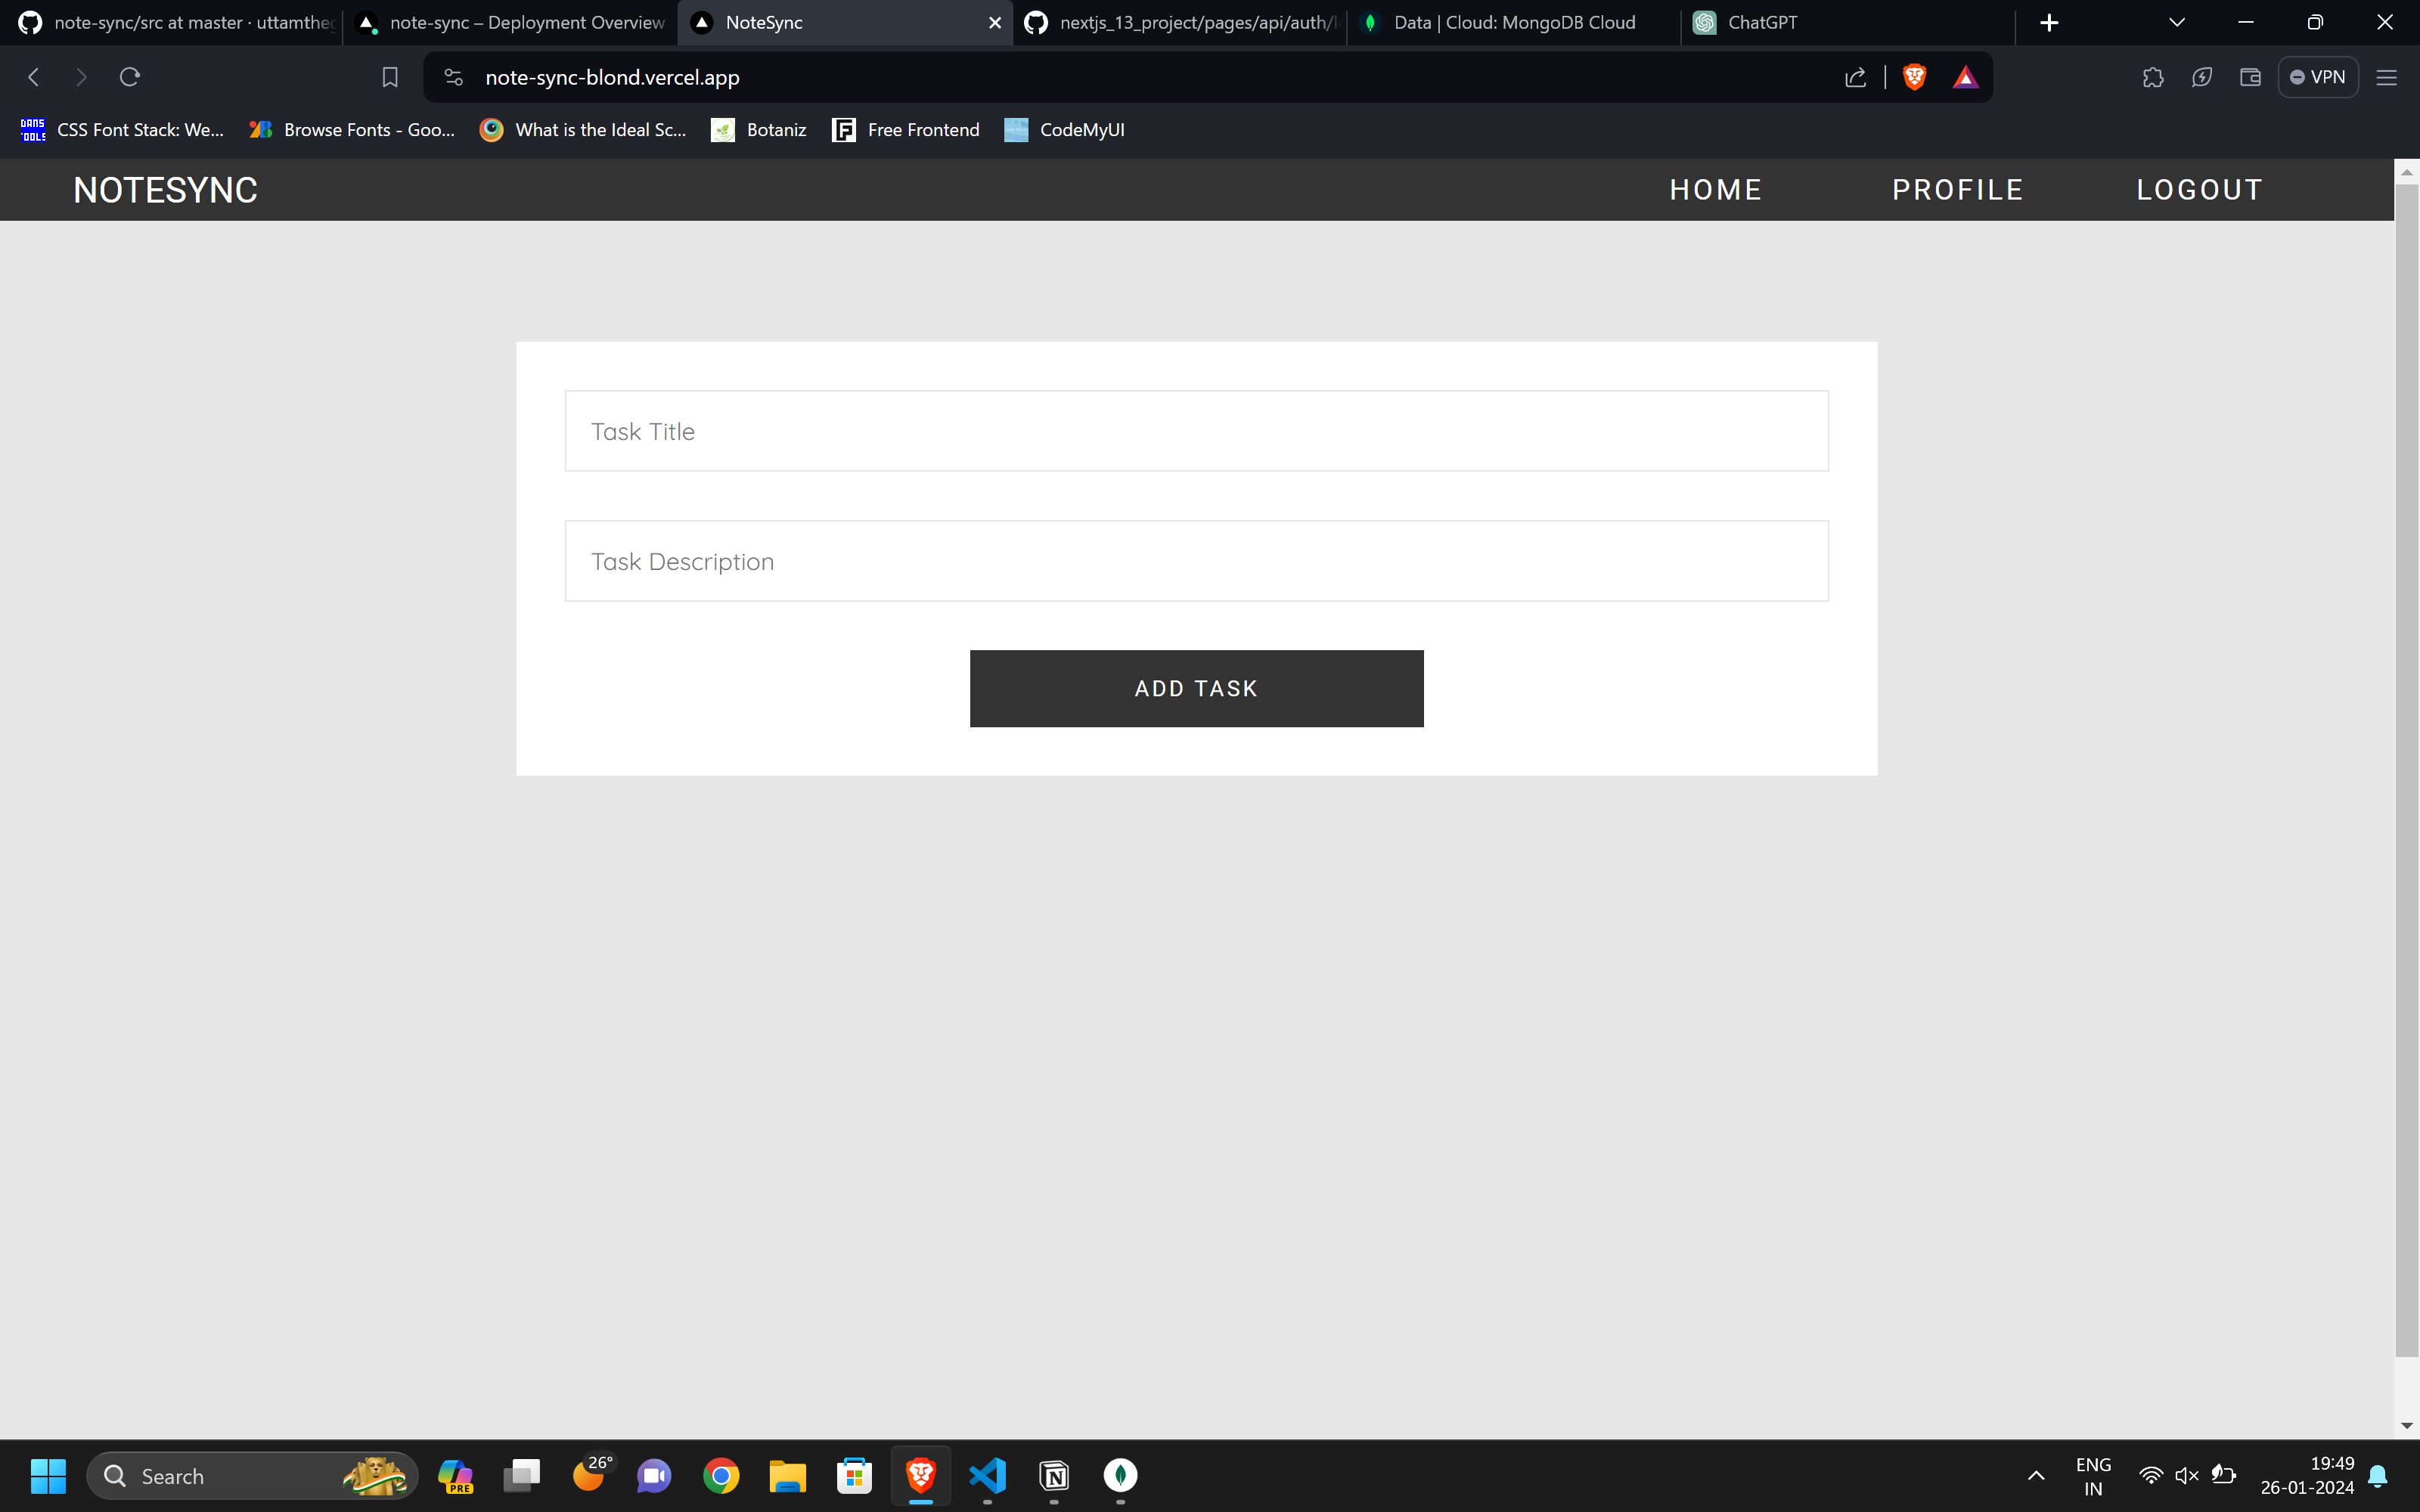 note-sync/src at master · uttamthe
note-sync – Deployment Overview
NoteSync
nextjs_13_project/pages/api/auth/
Data | Cloud: MongoDB Cloud
ChatGPT
note-sync-blond.vercel.app
VPN
DANS TOOLS
CSS Font Stack: We...
Browse Fonts - Goo...
What is the Ideal Sc...
Botaniz
Free Frontend
CodeMyUI
NOTESYNC
HOME
PROFILE
LOGOUT
Task Title
Task Description
ADD TASK
Search
PRE
26°
ENG
IN
19:49
26-01-2024